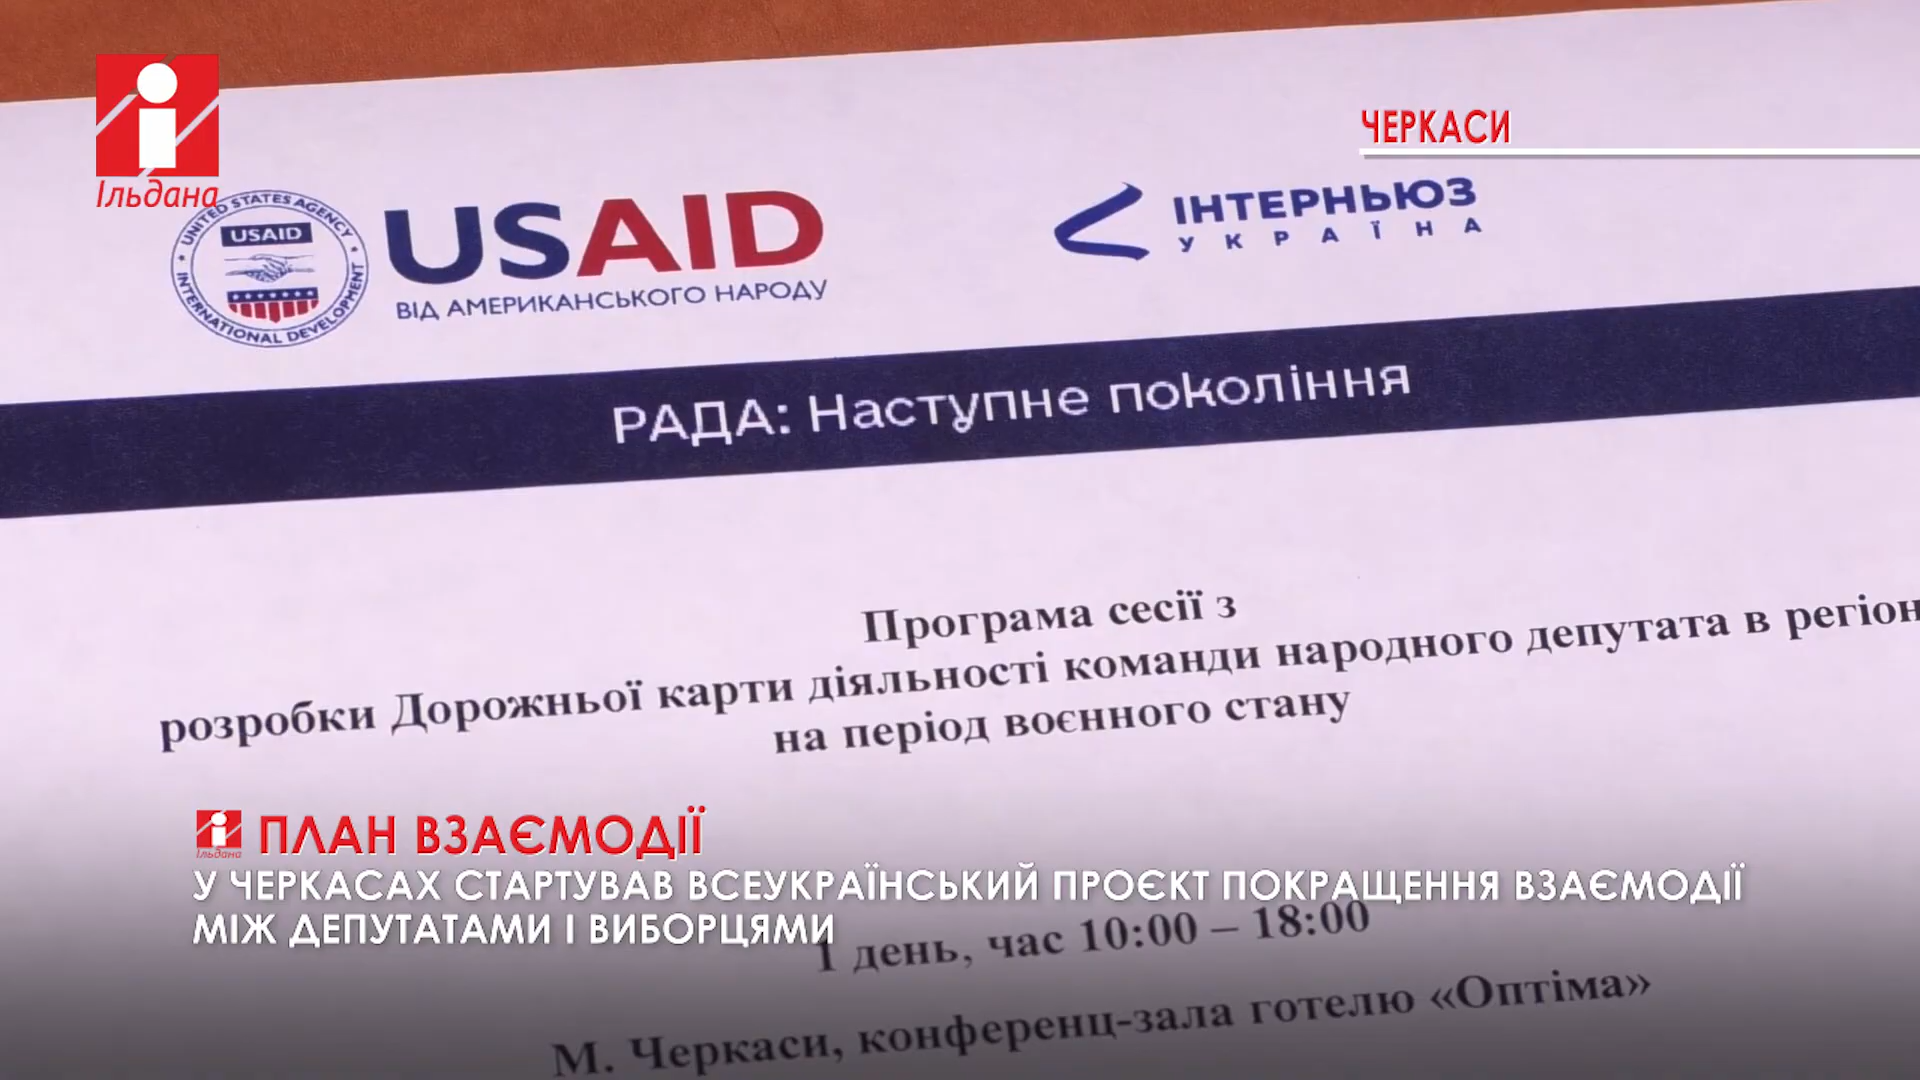 Ільдана
ЧЕРКАСИ
UNITED STATES AGENCY
USAID
INTERNATIONAL DEVELOPMENT
USAID
ВІД АМЕРИКАНСЬКОГО НАРОДУ
ІНТЕРНЬЮЗ
УКРАЇНА
РАДА: Наступне покоління
Програма сесії з
розробки Дорожньої карти діяльності команди народного депутата в регіон
на період воєнного стану
Ільдана
ПЛАН ВЗАЄМОДІЇ
У ЧЕРКАСАХ СТАРТУВАВ ВСЕУКРАЇНСЬКИЙ ПРОЄКТ ПОКРАЩЕННЯ ВЗАЄМОДІЇ
МІЖ ДЕПУТАТАМИ І ВИБОРЦЯМИ
1 день, час 10:00 – 18:00
М. Черкаси, конференц-зала готелю «Оптіма»